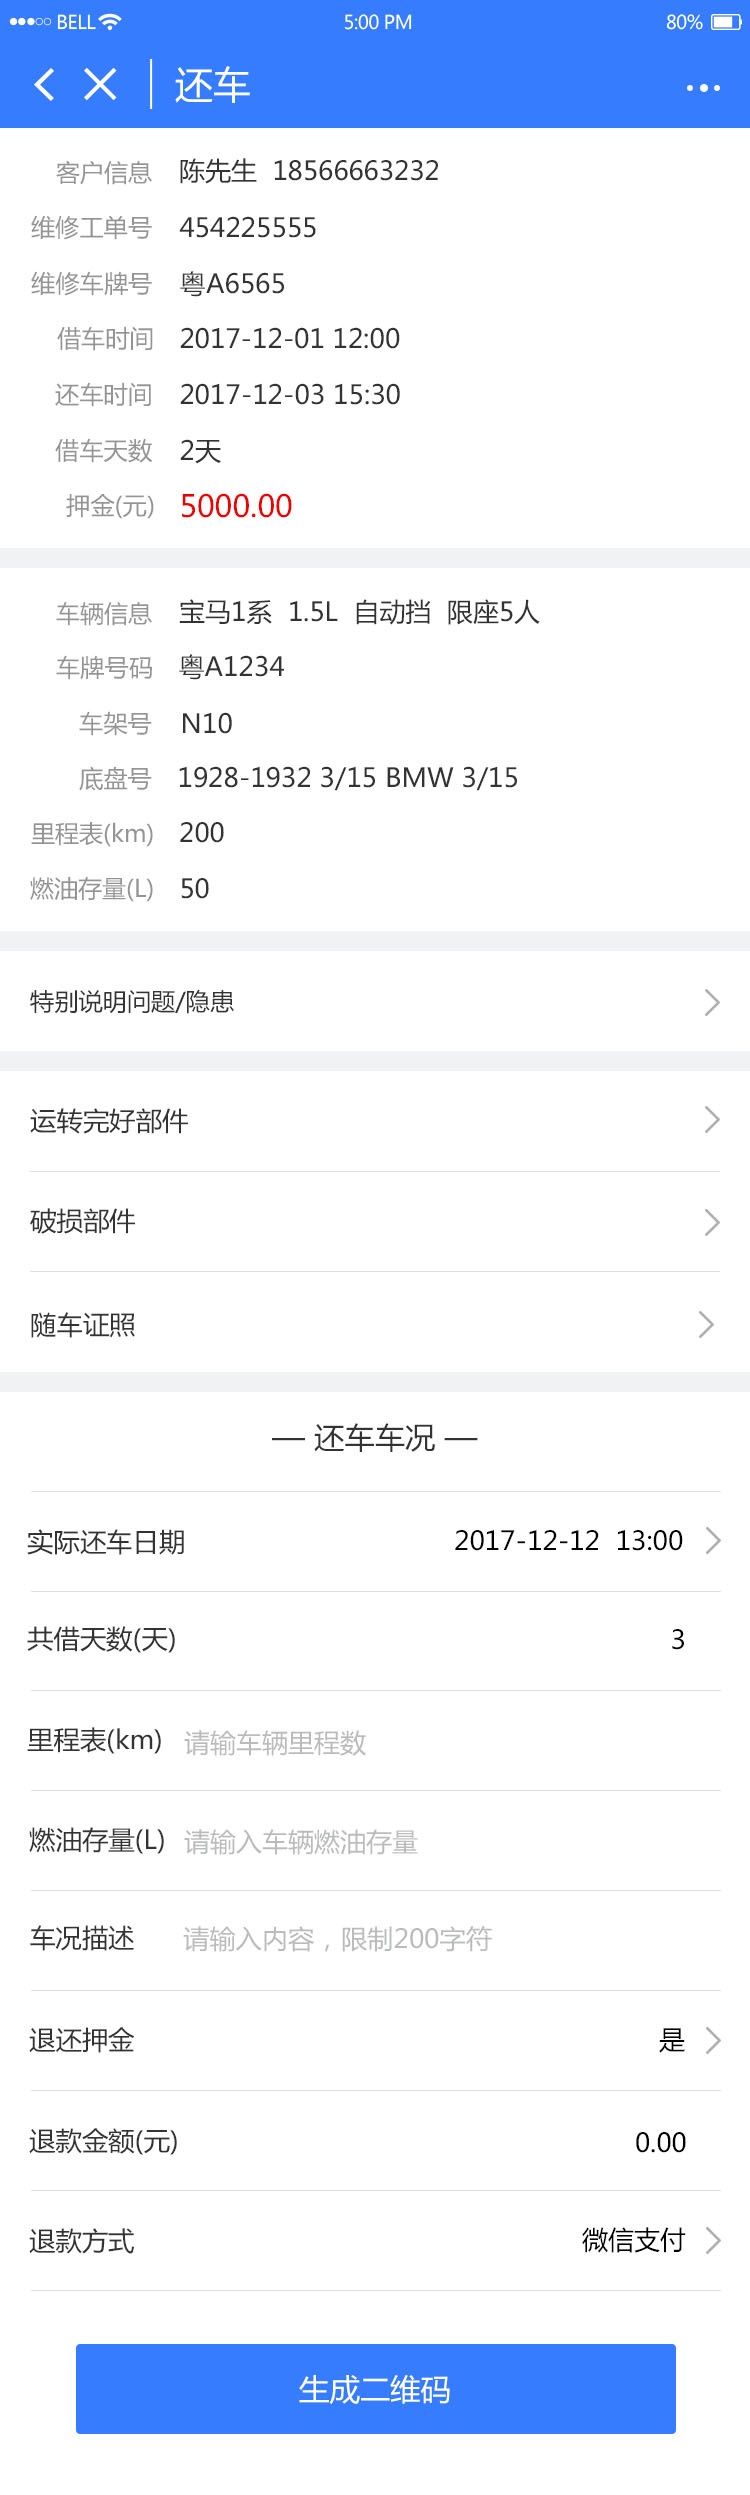 BELL 5:00 PM 80%
还车
客户信息 陈先生 18566663232
维修工单号 454225555
维修车牌号 粤A6565
借车时间 2017-12-01 12:00
还车时间 2017-12-03 15:30
借车天数 2天
押金(元) 5000.00
车辆信息 宝马1系 1.5L 自动挡 限座5人
车牌号码 粤A1234
车架号 N10
底盘号 1928-1932 3/15 BMW 3/15
里程表(km) 200
燃油存量(L) 50
特别说明问题/隐患
运转完好部件
破损部件
随车证照
— 还车车况 —
实际还车日期 2017-12-12 13:00
共借天数(天) 3
里程表(km) 请输车辆里程数
燃油存量(L) 请输入车辆燃油存量
车况描述 请输入内容，限制200字符
退还押金 是
退款金额(元) 0.00
退款方式 微信支付
生成二维码